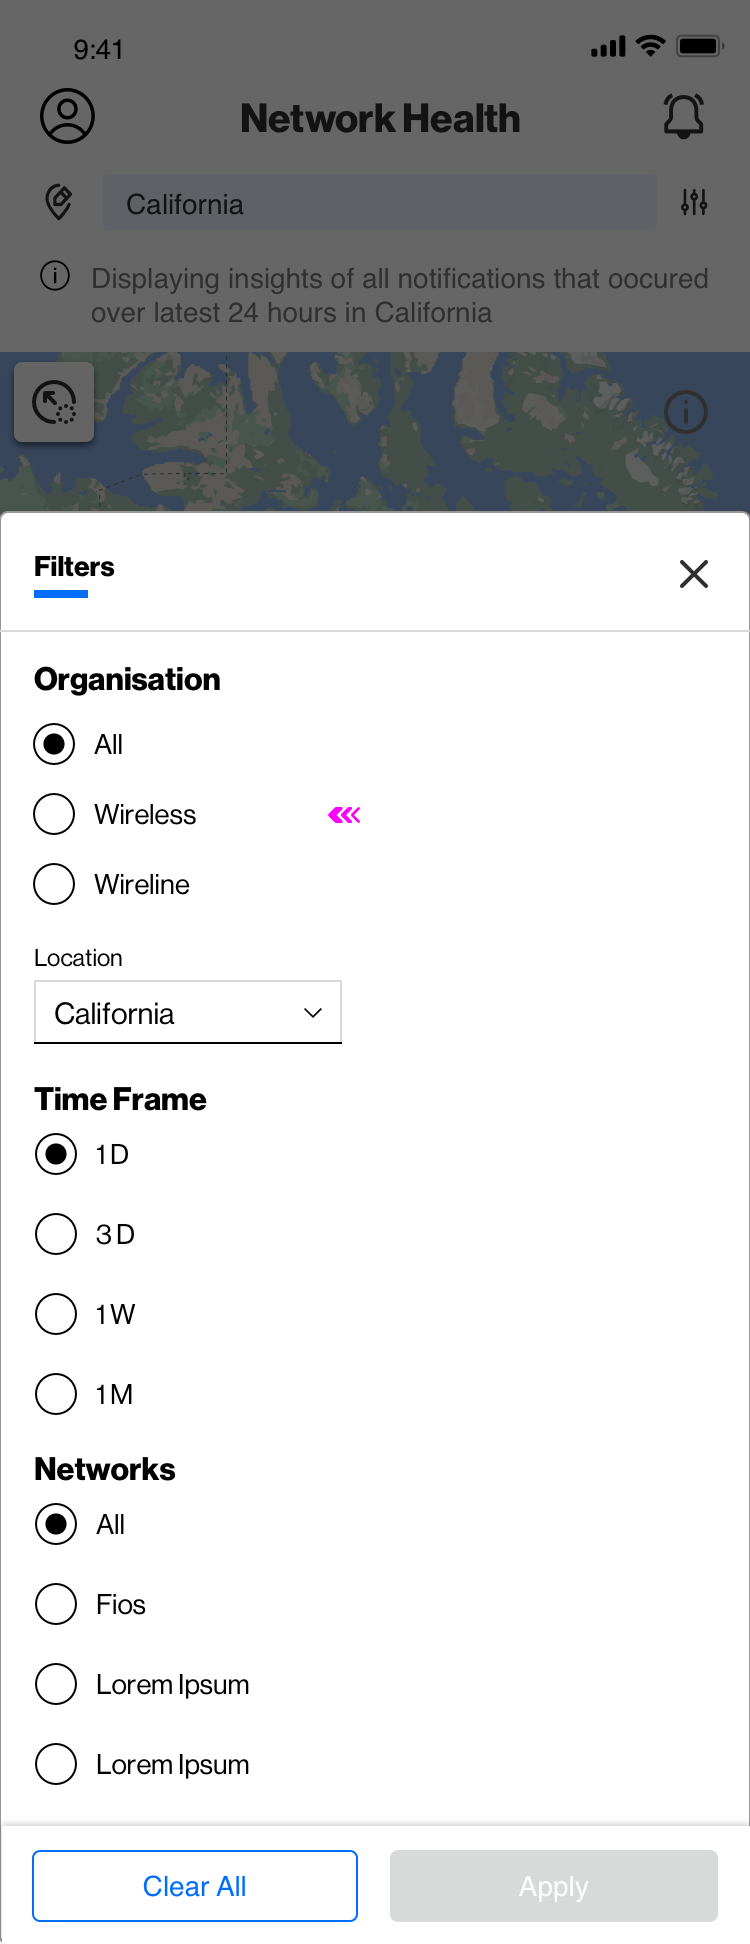 9:41
Network Health
California
Displaying insights of all notifications that oocured
over latest 24 hours in California
Filters
Organisation
All
Wireless
Wireline
Location
California
Time Frame
1D
3D
1W
1M
Networks
All
Fios
Lorem Ipsum
Lorem Ipsum
Clear All
Apply